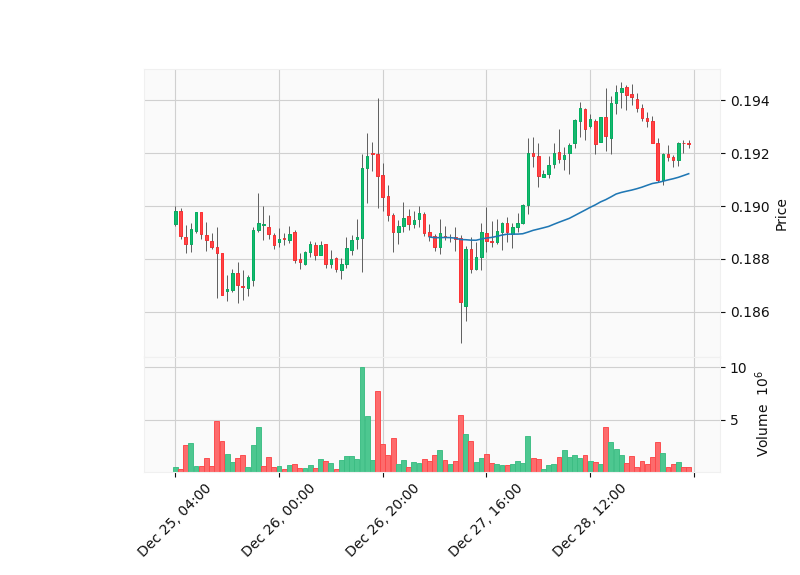 0.194
0.192
0.190
0.188
0.186
Price
10
5
Volume 10^6
Dec 25, 04:00
Dec 26, 00:00
Dec 26, 20:00
Dec 27, 16:00
Dec 28, 12:00